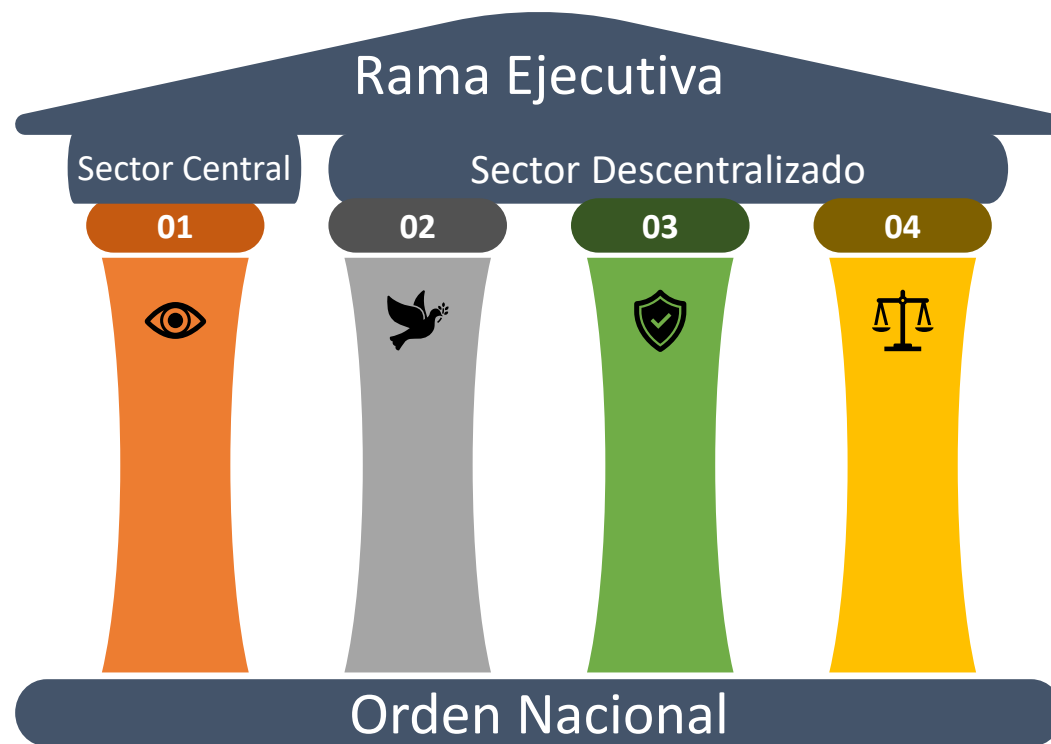 Rama Ejecutiva
Sector Central
Sector Descentralizado
01
02
03
04
Orden Nacional